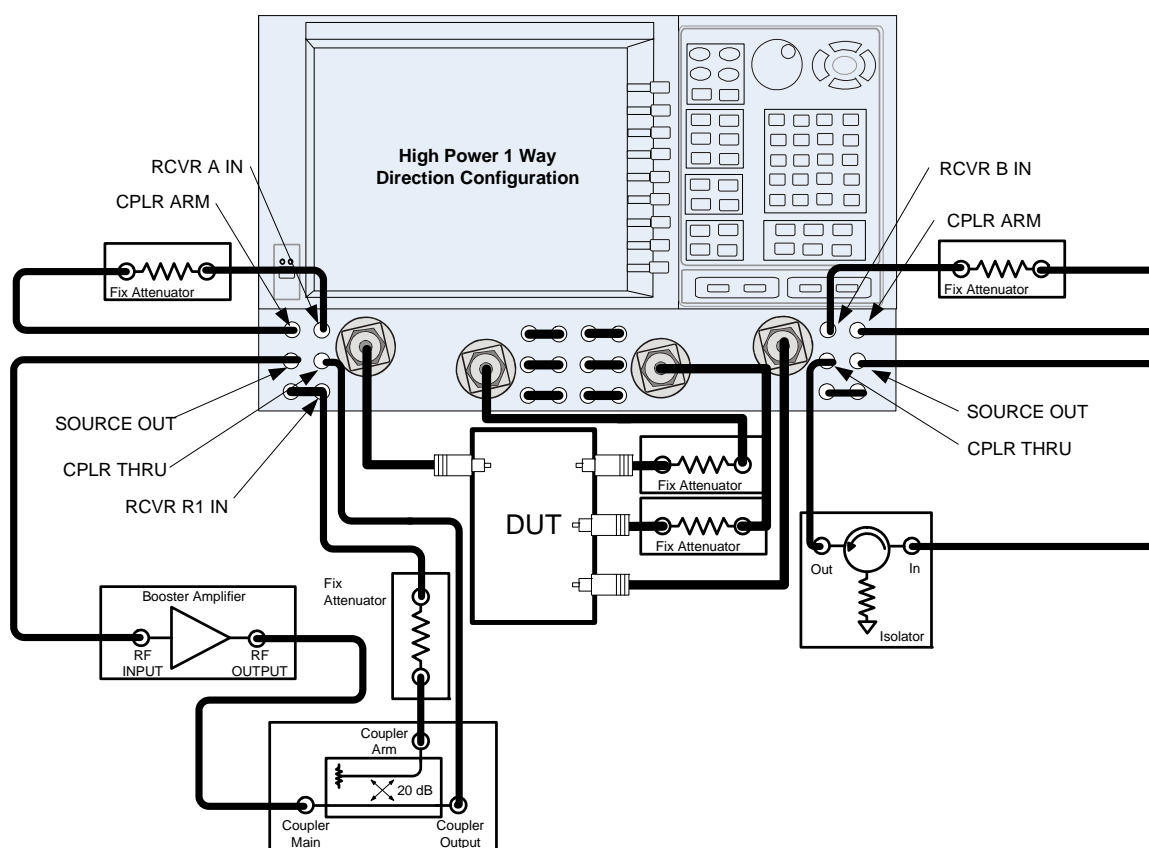 High Power 1 Way
Direction Configuration
RCVR A IN
CPLR ARM
Fix Attenuator
SOURCE OUT
CPLR THRU
RCVR R1 IN
RCVR B IN
CPLR ARM
Fix Attenuator
SOURCE OUT
CPLR THRU
DUT
Fix Attenuator
Fix Attenuator
Out
In
Isolator
Fix
Attenuator
Booster Amplifier
RF
INPUT
RF
OUTPUT
Coupler
Arm
20 dB
Coupler
Main
Coupler
Output